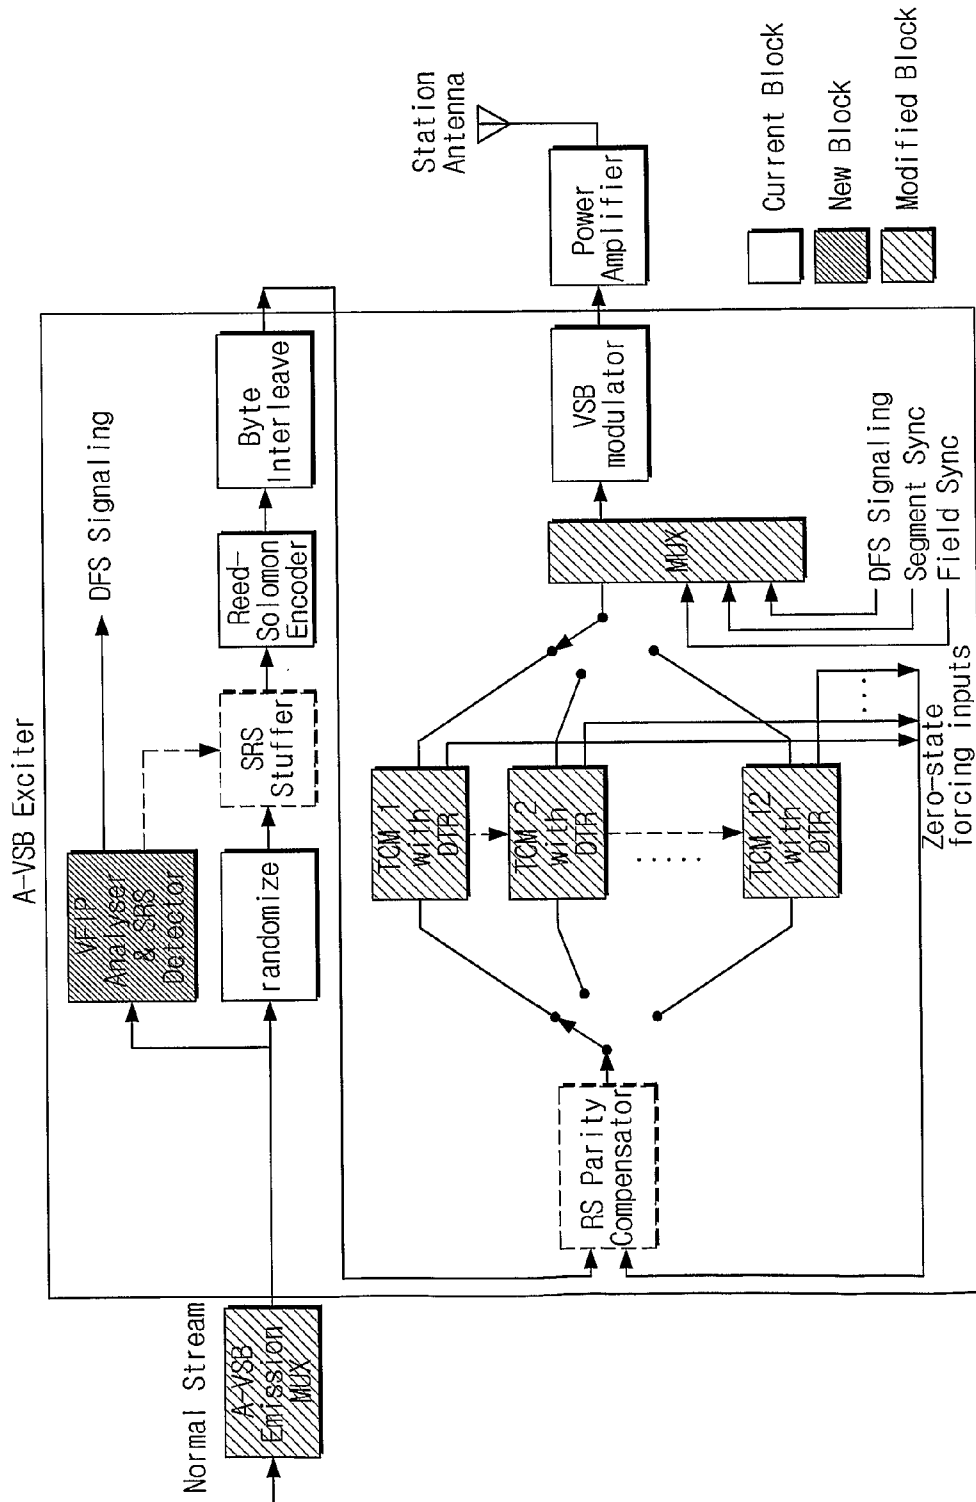 A-VSB Exciter
Normal Stream
A-VSB
Emission
MUX
VFIP
Analyser
& SRS
Detector
DFS Signaling
randomize
SRS
Stuffer
Reed-
Solomon
Encoder
Byte
Interleave
RS Parity
Compensator
TCM 1
with
DTR
TCM 2
with
DTR
.....
TCM 12
with
DTR
.....
Zero-state
forcing inputs
MUX
DFS Signaling
Segment Sync
Field Sync
VSB
modulator
Power
Amplifier
Station
Antenna
Current Block
New Block
Modified Block